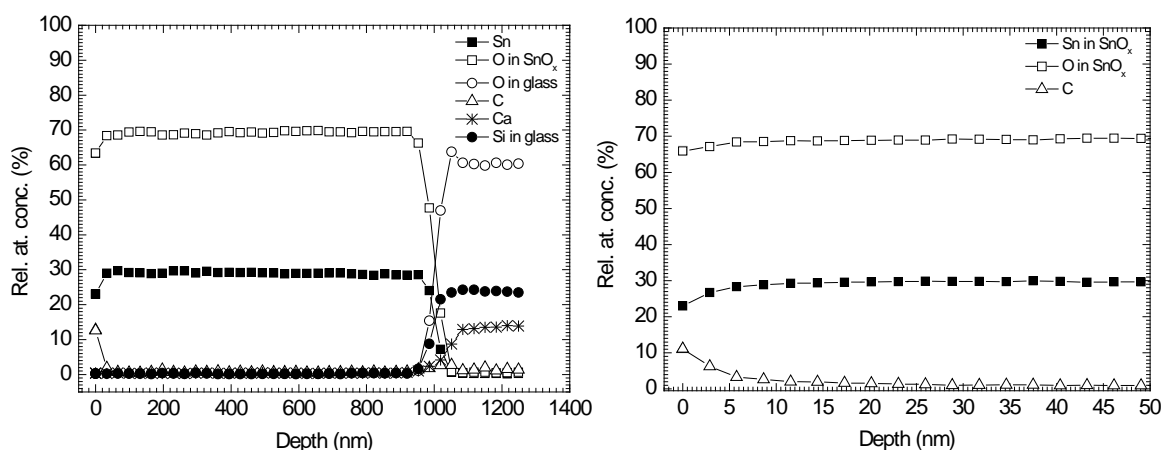 100
90
80
70
60
50
40
30
20
10
0
Rel. at. conc. (%)
0 200 400 600 800 1000 1200 1400
Depth (nm)
Sn
O in SnOₓ
O in glass
C
Ca
Si in glass
100
90
80
70
60
50
40
30
20
10
0
Rel. at. conc. (%)
0 5 10 15 20 25 30 35 40 45 50
Depth (nm)
Sn in SnOₓ
O in SnOₓ
C